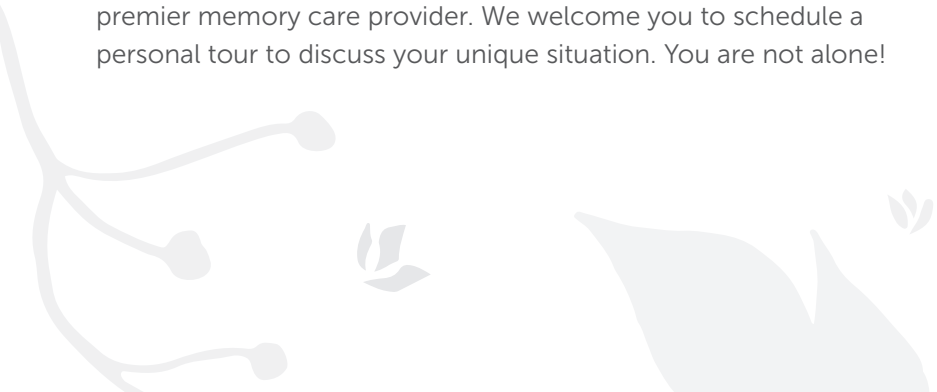 premier memory care provider. We welcome you to schedule a
personal tour to discuss your unique situation. You are not alone!